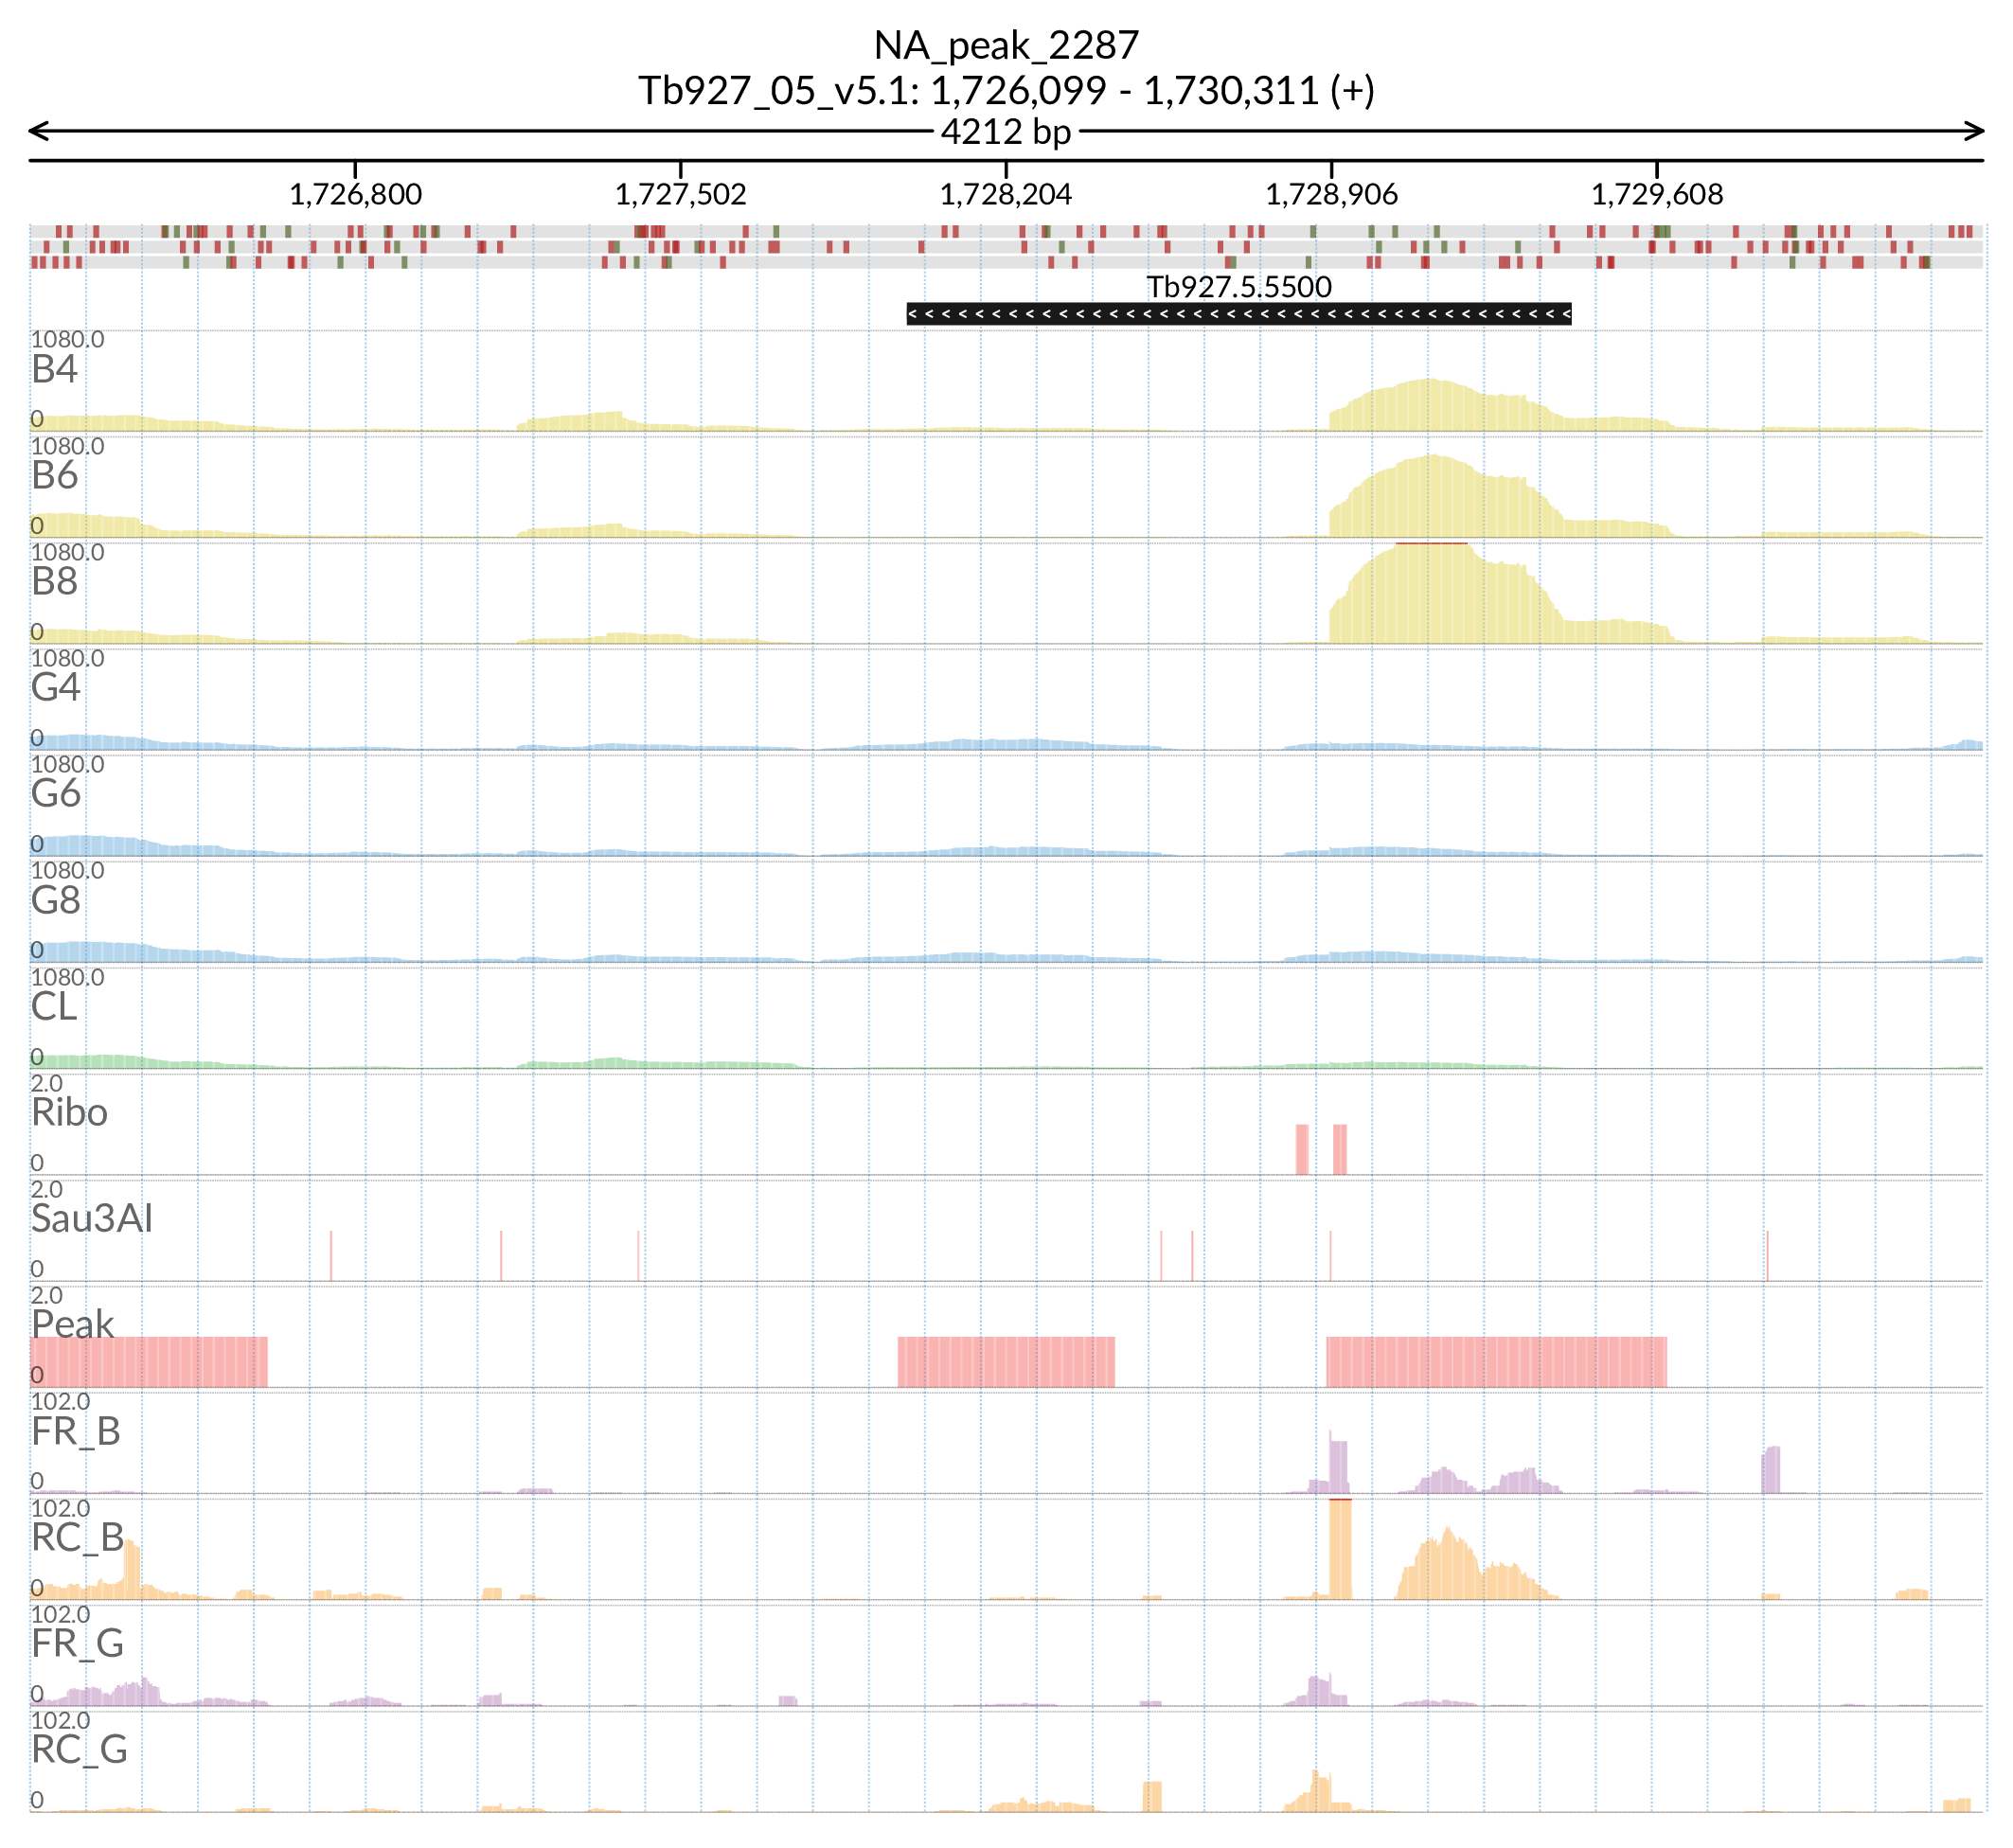 NA_peak_2287
Tb927_05_v5.1: 1,726,099 - 1,730,311 (+)
4212 bp
1,726,800 1,727,502 1,728,204 1,728,906 1,729,608
Tb927.5.5500
1080.0
B4
0
1080.0
B6
0
1080.0
B8
0
1080.0
G4
0
1080.0
G6
0
1080.0
G8
0
1080.0
CL
0
2.0
Ribo
0
2.0
Sau3AI
0
2.0
Peak
0
102.0
FR_B
0
102.0
RC_B
0
102.0
FR_G
0
102.0
RC_G
0